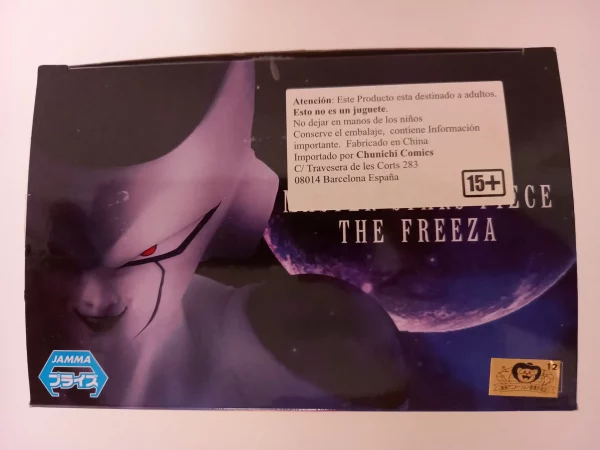 Atención: Este Producto esta destinado a adultos.
Esto no es un juguete.
No dejar en manos de los niños
Conserve el embalaje, contiene Información
importante. Fabricado en China
Importado por Chunichi Comics
C/ Travesera de les Corts 283
08014 Barcelona España
15+
PIECE
THE FREEZA
JAMMA
プライズ
12